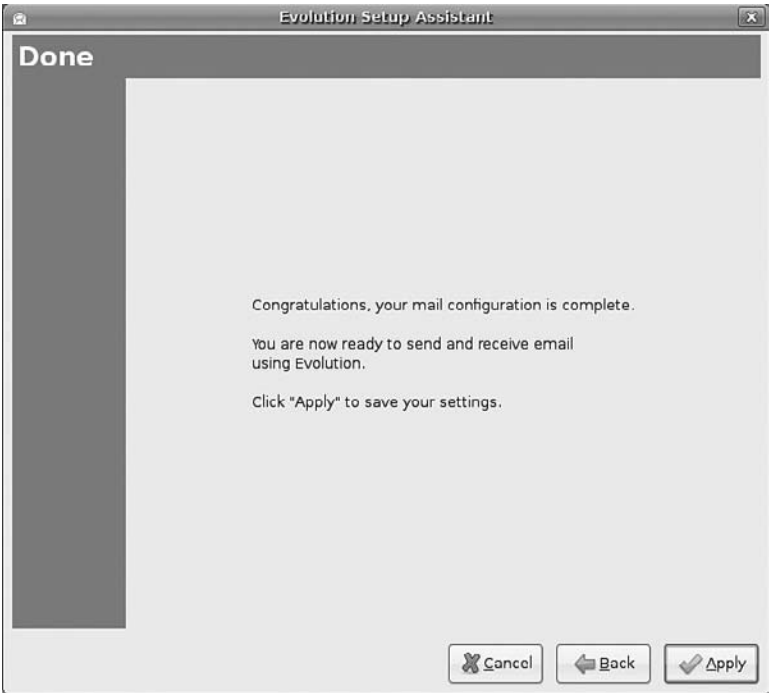 Evolution Setup Assistant
Done
Congratulations, your mail configuration is complete.
You are now ready to send and receive email
using Evolution.
Click "Apply" to save your settings.
Cancel
Back
Apply